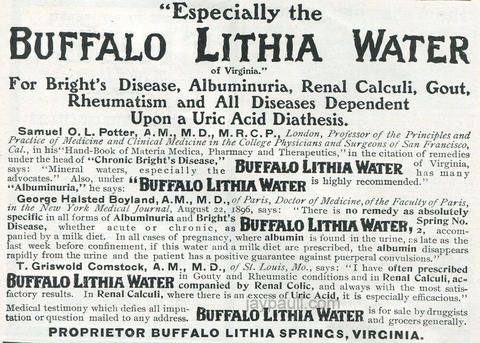 "Especially the
BUFFALO LITHIA WATER
of Virginia."
For Bright's Disease, Albuminuria, Renal Calculi, Gout,
Rheumatism and All Diseases Dependent
Upon a Uric Acid Diathesis.
Samuel O. L. Potter, A. M., M. D., M. R. C. P., London, Professor of the Principles and
Practice of Medicine and Clinical Medicine in the College Physicians and Surgeons of San Francisco,
Cal., in his "Hand-Book of Materia Medica, Pharmacy and Therapeutics," in the citation of remedies
under the head of "Chronic Bright's Disease," BUFFALO LITHIA WATER of Virginia,
says: "Mineral waters, especially the has many
advocates." Also, under "BUFFALO LITHIA WATER is highly recommended."
"Albuminuria," he says:
George Halsted Boyland, A. M., M. D., of Paris, Doctor of Medicine, of the Faculty of Paris,
in the New York Medical Journal, August 22, 1896, says: "There is no remedy as absolutely
specific in all forms of Albuminuria and Bright's BUFFALO LITHIA WATER, Spring No.
Disease, whether acute or chronic, as 2, accom-
panied by a milk diet. In all cases of pregnancy, where albumin is found in the urine, as late as the
last week before confinement, if this water and a milk diet are prescribed, the albumin disappears
rapidly from the urine and the patient has a positive guarantee against puerperal convulsions."
T. Griswold Comstock, A. M., M. D., of St. Louis, Mo., says: "I have often prescribed
BUFFALO LITHIA WATER in Gouty and Rheumatic conditions and in Renal Calculi, ac-
companied by Renal Colic, and always with the most satis-
factory results. In Renal Calculi, where there is an excess of Uric Acid, it is especially efficacious."
Medical testimony which defies all impu- BUFFALO LITHIA WATER is for sale by druggists
tation or question mailed to any address. and grocers generally.
PROPRIETOR BUFFALO LITHIA SPRINGS, VIRGINIA.
jaypaull.com